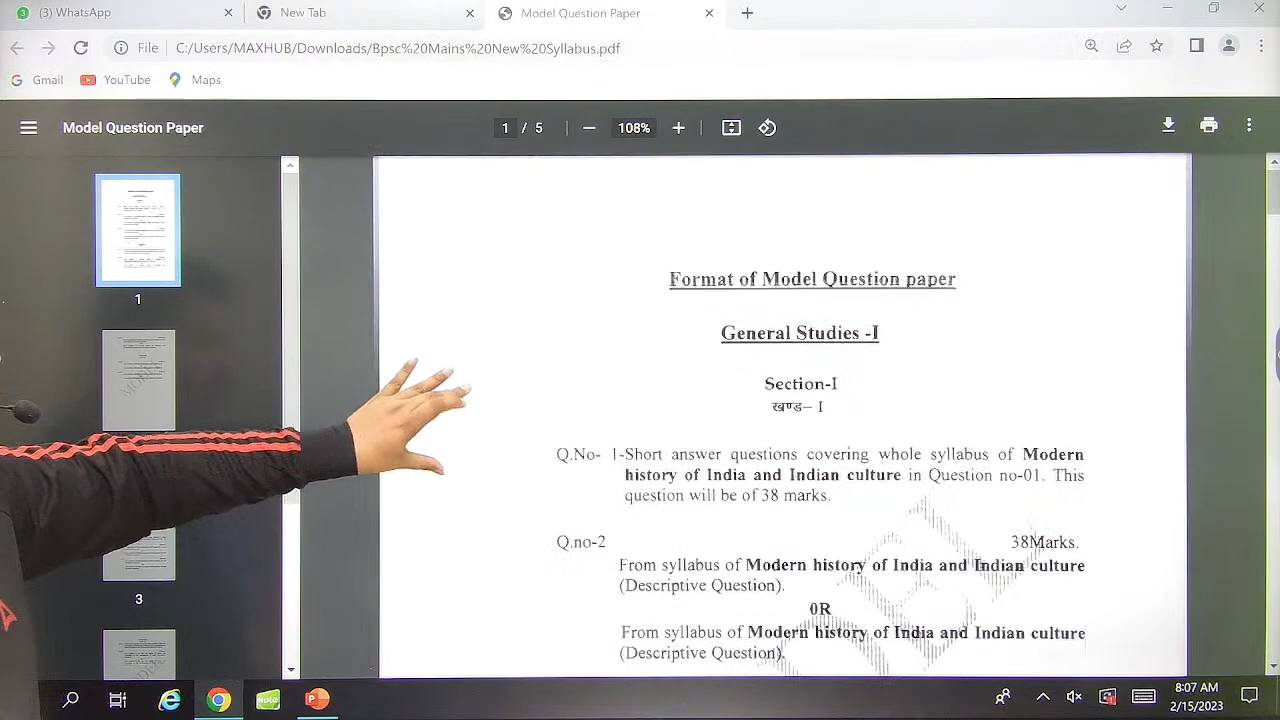 (3) WhatsApp
New Tab
Model Question Paper
File
C:/Users/MAXHUB/Downloads/Bpsc%20Mains%20New%20Syllabus.pdf
Gmail
YouTube
Maps
Model Question Paper
1 / 5
108%
1
3
Format of Model Question paper
General Studies -I
Section-I
खण्ड– I
Q.No- 1-Short answer questions covering whole syllabus of Modern
history of India and Indian culture in Question no-01. This
question will be of 38 marks.
Q.no-2 38Marks.
From syllabus of Modern history of India and Indian culture
(Descriptive Question).
0R
From syllabus of Modern history of India and Indian culture
(Descriptive Question).
Note
8:07 AM
2/15/2023